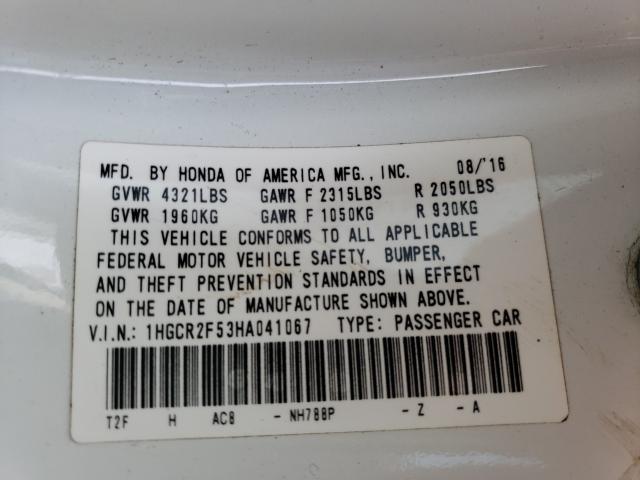 MFD. BY HONDA OF AMERICA MFG., INC. 08/'16
GVWR 4321LBS GAWR F 2315LBS R 2050LBS
GVWR 1960KG GAWR F 1050KG R 930KG
THIS VEHICLE CONFORMS TO ALL APPLICABLE
FEDERAL MOTOR VEHICLE SAFETY, BUMPER,
AND THEFT PREVENTION STANDARDS IN EFFECT
ON THE DATE OF MANUFACTURE SHOWN ABOVE.
V.I.N.: 1HGCR2F53HA041067 TYPE: PASSENGER CAR
T2F H AC8 - NH788P - Z - A